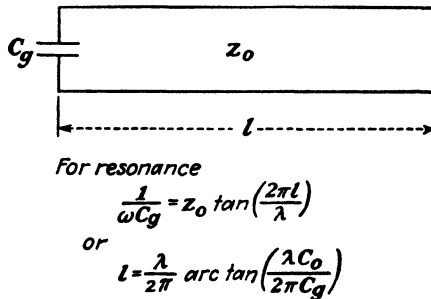 C_g
Z_o
l
For resonance
1/ωC_g = Z_o tan(2πl/λ)
or
l = λ/2π arc tan(λC_o/2πC_g)